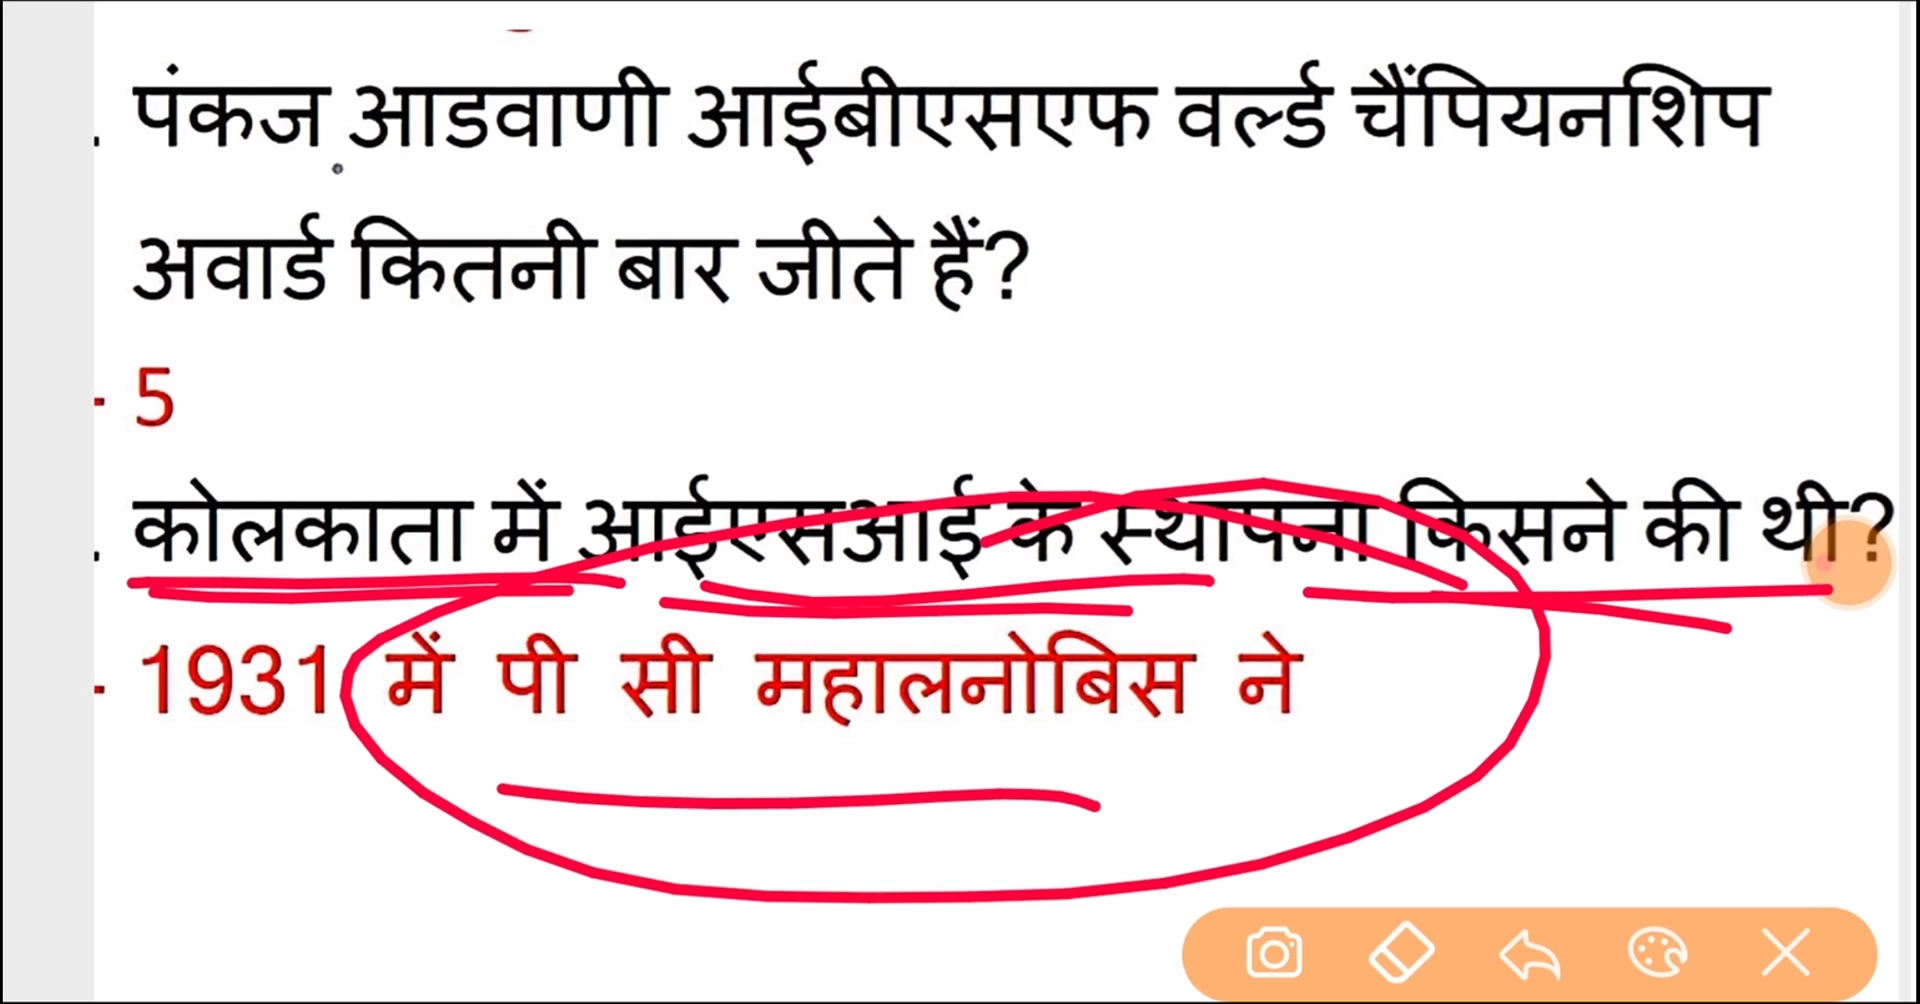 . पंकज आडवाणी आईबीएसएफ वर्ल्ड चैंपियनशिप
अवार्ड कितनी बार जीते हैं?
- 5
. कोलकाता में आईएसआई के स्थापना किसने की थी?
- 1931 में पी सी महालनोबिस ने